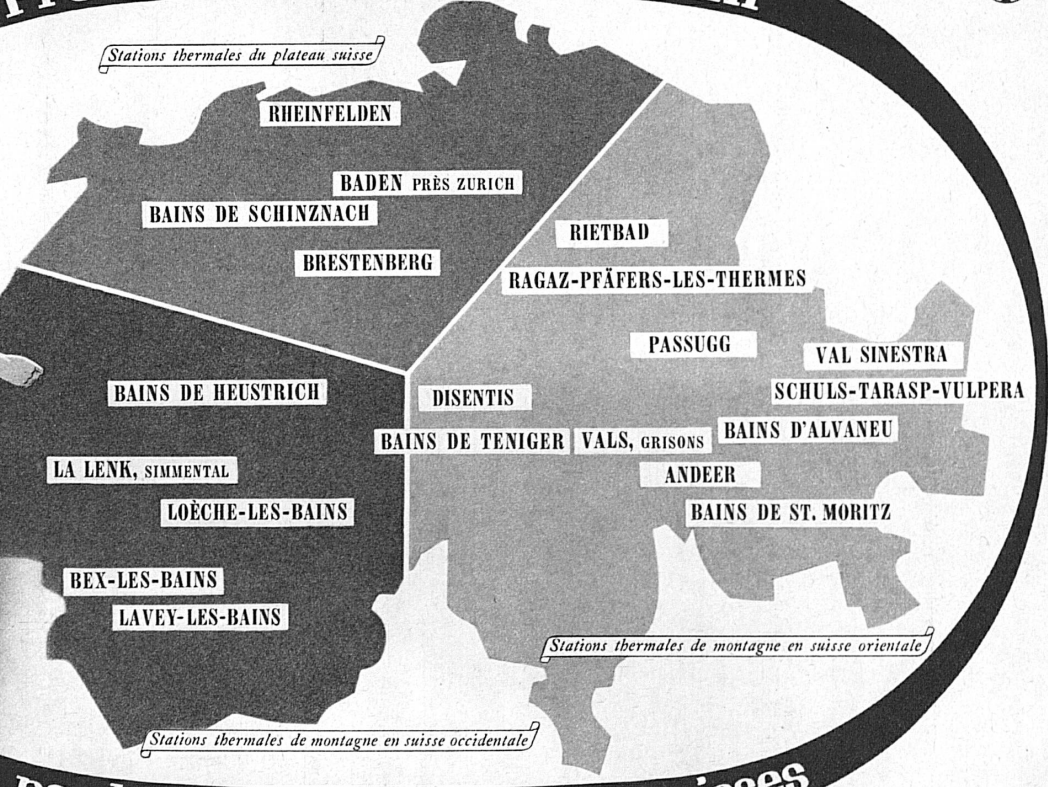 Stations thermales du plateau suisse
RHEINFELDEN
BADEN PRÈS ZURICH
BAINS DE SCHINZNACH
BRESTENBERG
RIETBAD
RAGAZ-PFÄFERS-LES-THERMES
PASSUGG
VAL SINESTRA
SCHULS-TARASP-VULPERA
BAINS DE HEUSTRICH
DISENTIS
BAINS D'ALVANEU
BAINS DE TENIGER
VALS, GRISONS
LA LENK, SIMMENTAL
ANDEER
LOÈCHE-LES-BAINS
BAINS DE ST. MORITZ
BEX-LES-BAINS
LAVEY-LES-BAINS
Stations thermales de montagne en suisse orientale
Stations thermales de montagne en suisse occidentale